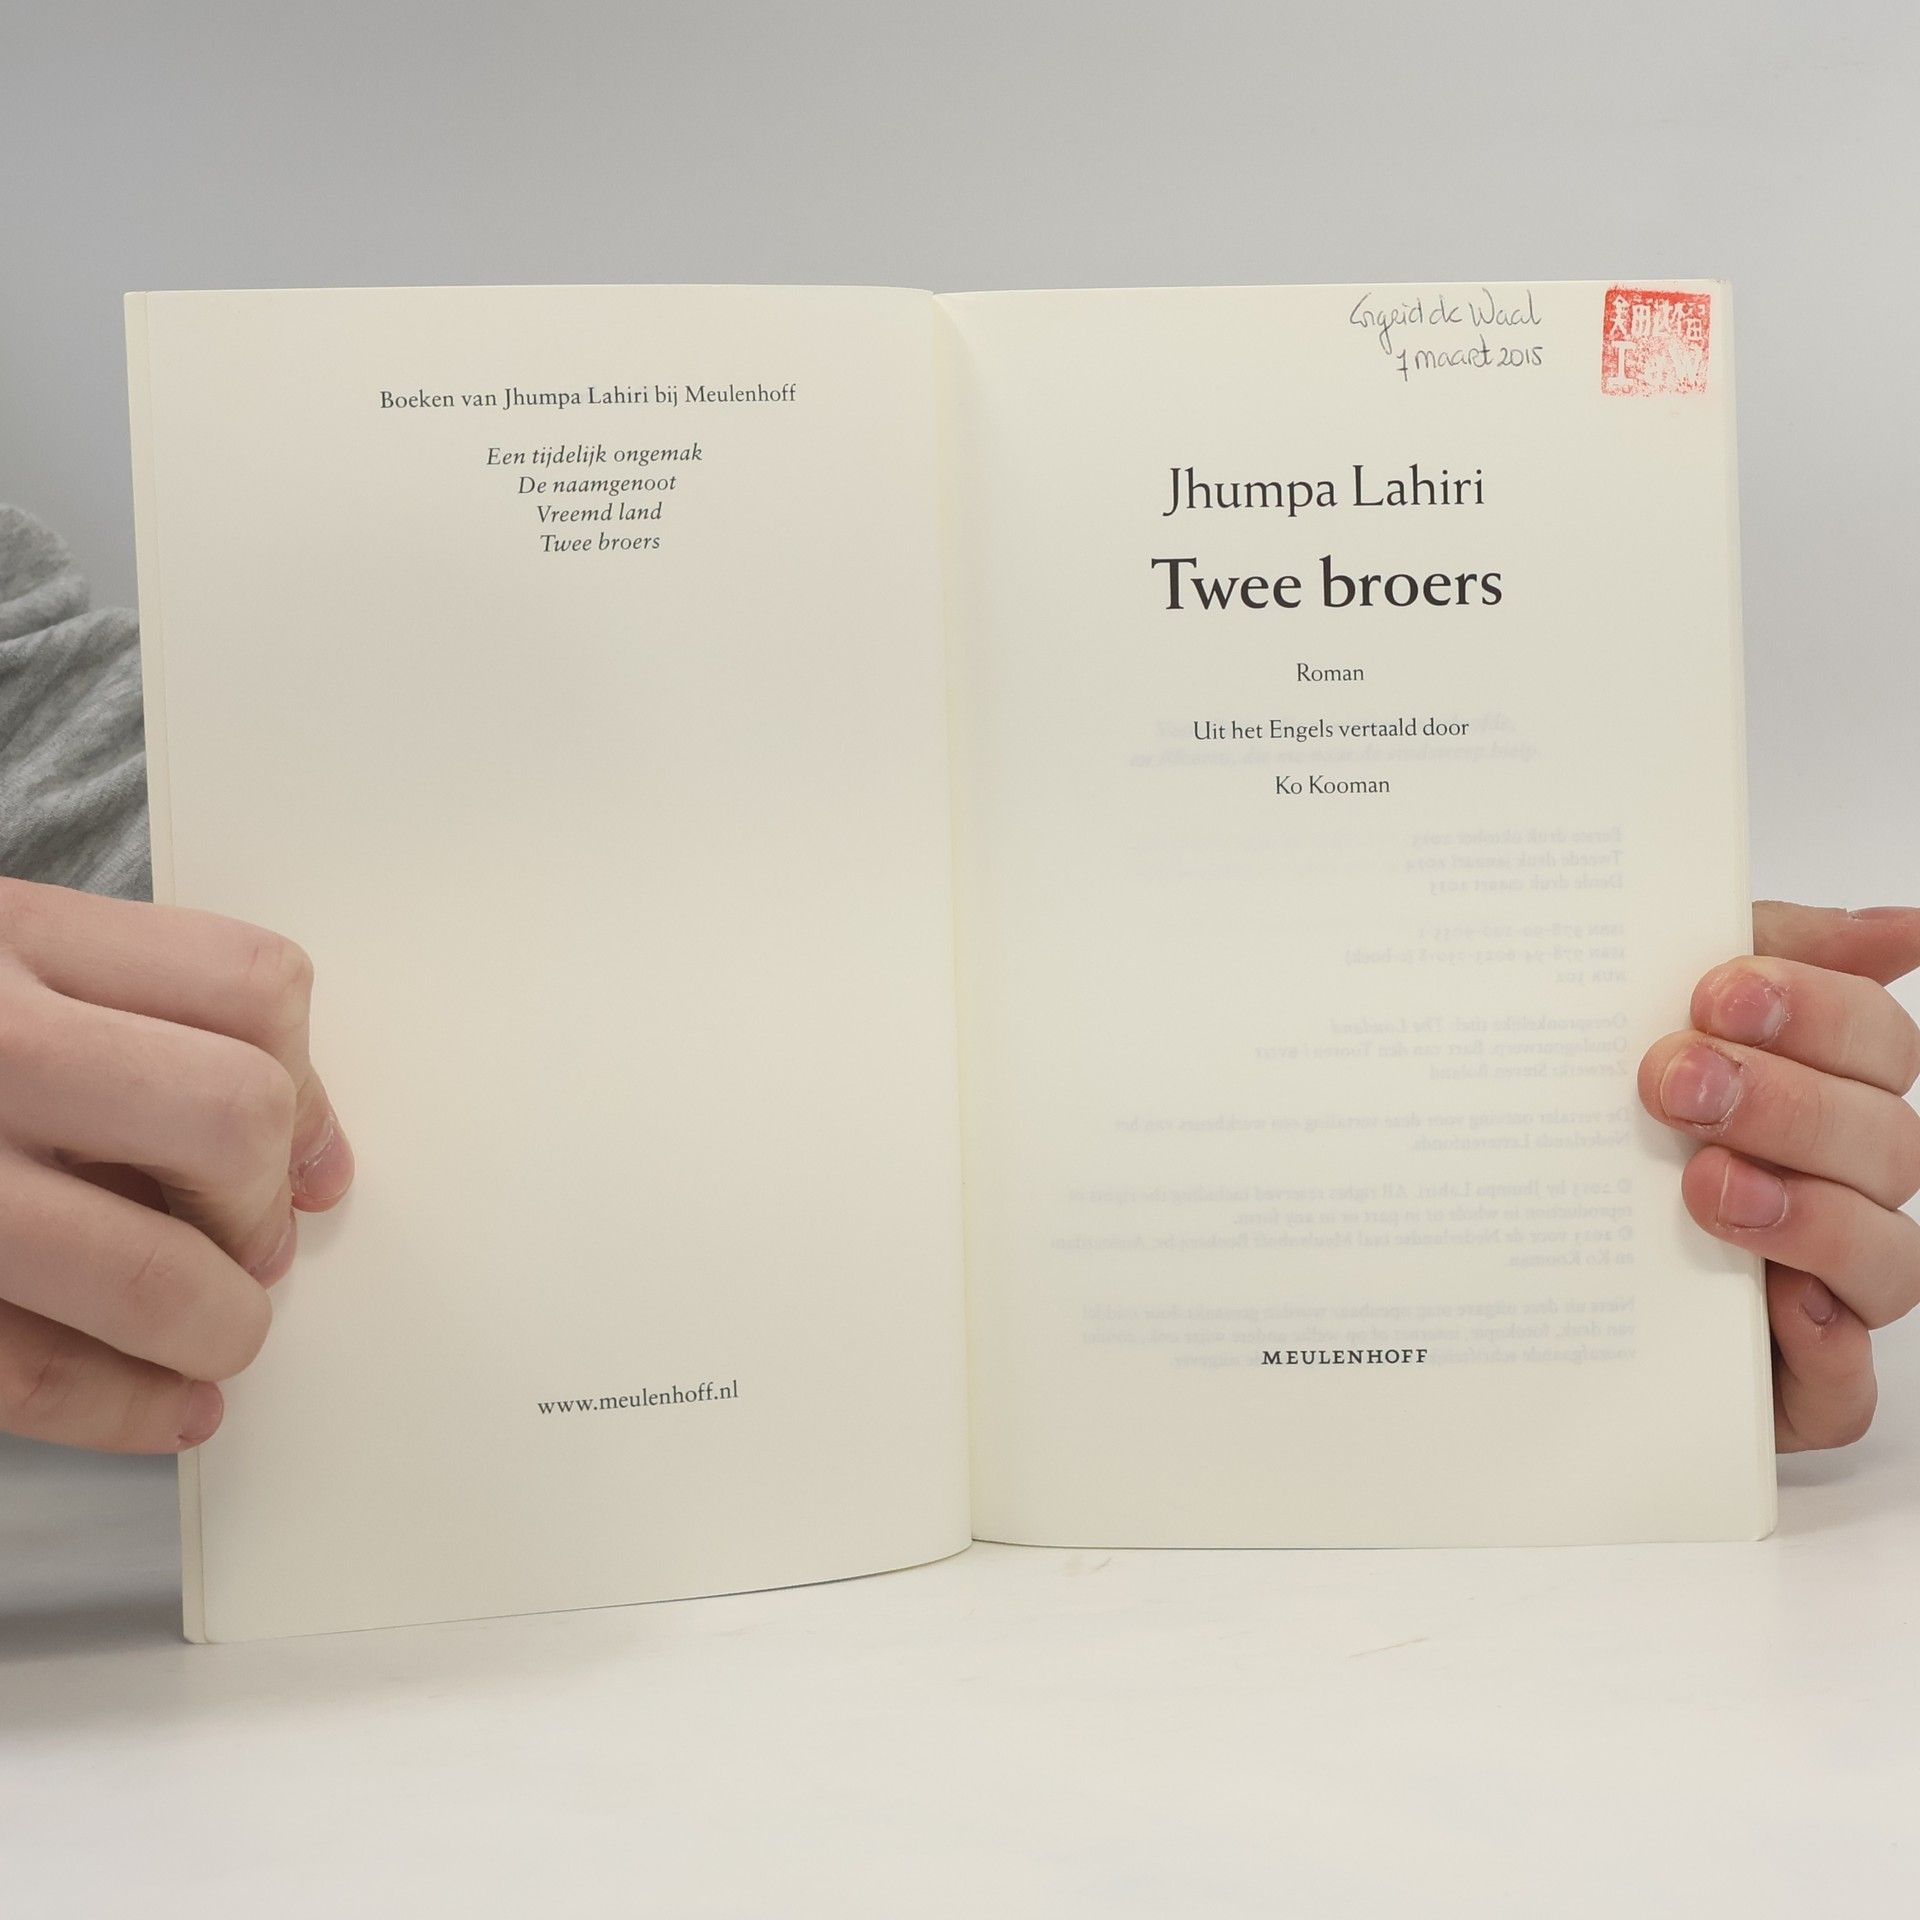 Boeken van Jhumpa Lahiri bij Meulenhoff
Een tijdelijk ongemak
De naamgenoot
Vreemd land
Twee broers
www.meulenhoff.nl
Ingrid de Waal
7 maart 2015
I W
Jhumpa Lahiri
Twee broers
Roman
Uit het Engels vertaald door
Ko Kooman
MEULENHOFF